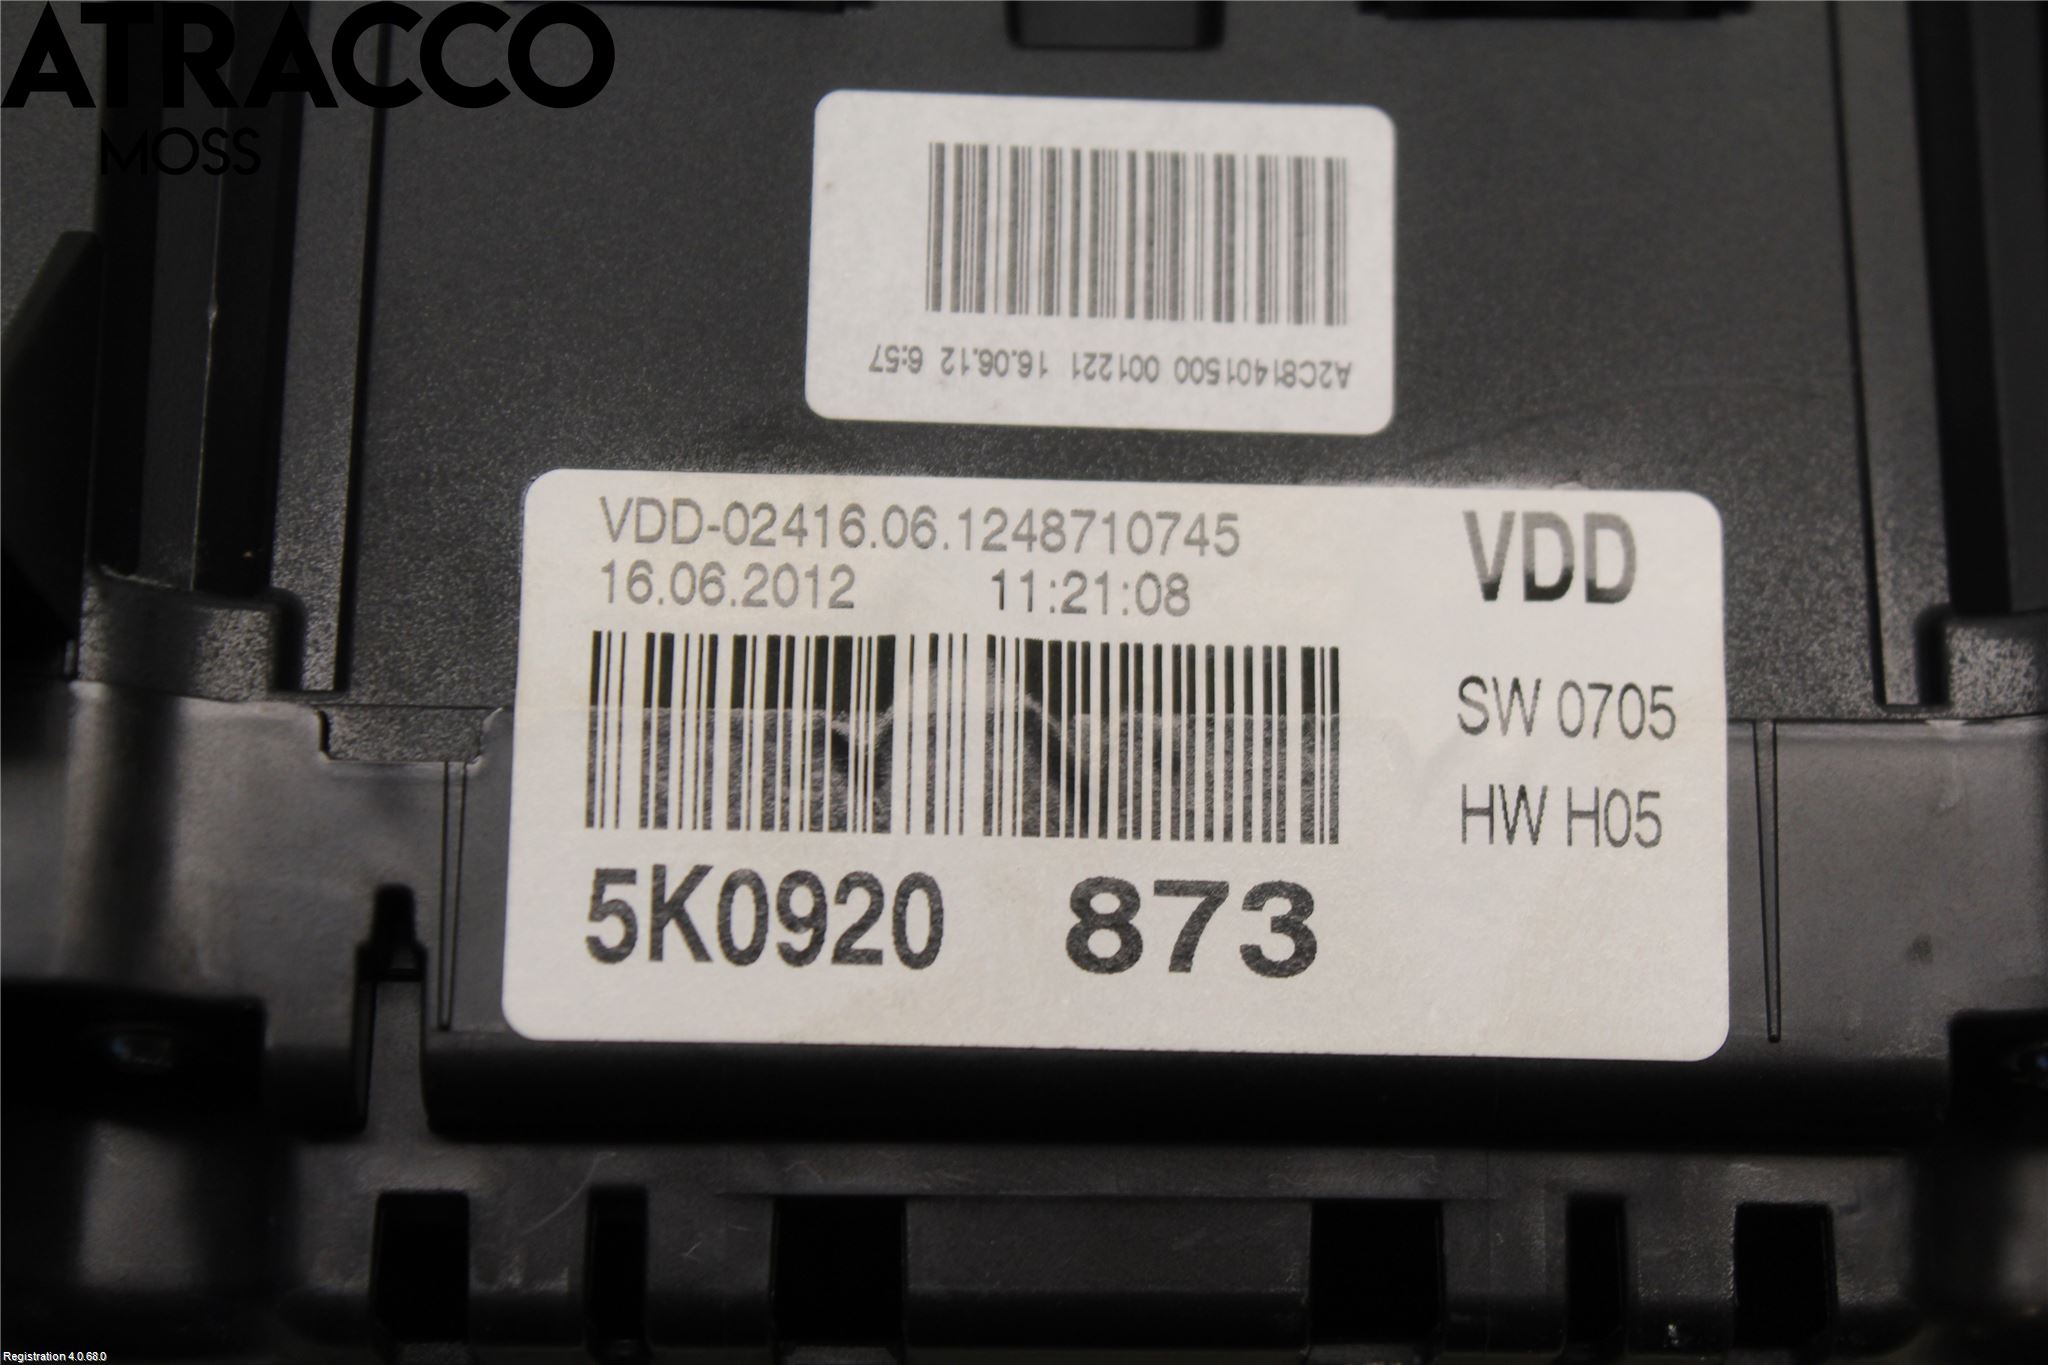 ATRACCO
MOSS
A2C81401500 001221 16.06.12 6:57
VDD-02416.06.1248710745
16.06.2012 11:21:08
VDD
SW 0705
HW H05
5K0920 873
Registration 4.0.68.0